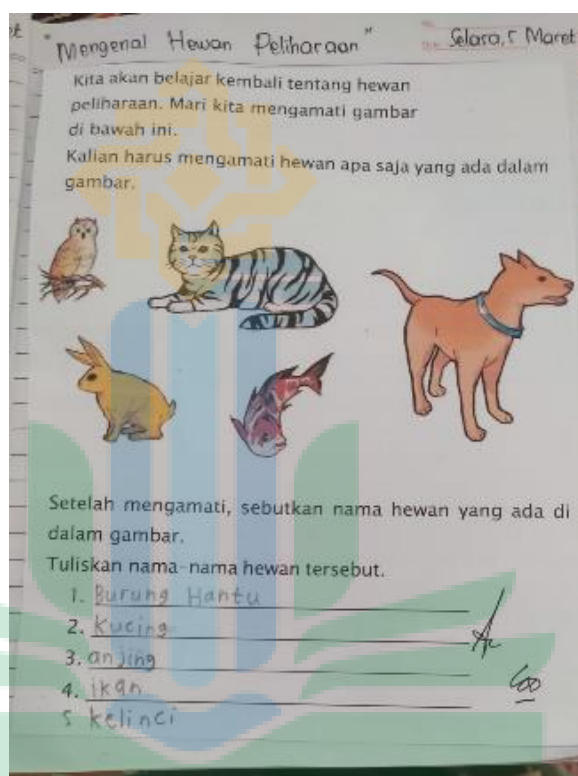 "Mengenal Hewan Peliharaan"
Selasa, 5 Maret
Kita akan belajar kembali tentang hewan
peliharaan. Mari kita mengamati gambar
di bawah ini.
Kalian harus mengamati hewan apa saja yang ada dalam
gambar.
Setelah mengamati, sebutkan nama hewan yang ada di
dalam gambar.
Tuliskan nama-nama hewan tersebut.
1. Burung Hantu
2. Kucing
3. anjing
4. ikan
5 kelinci